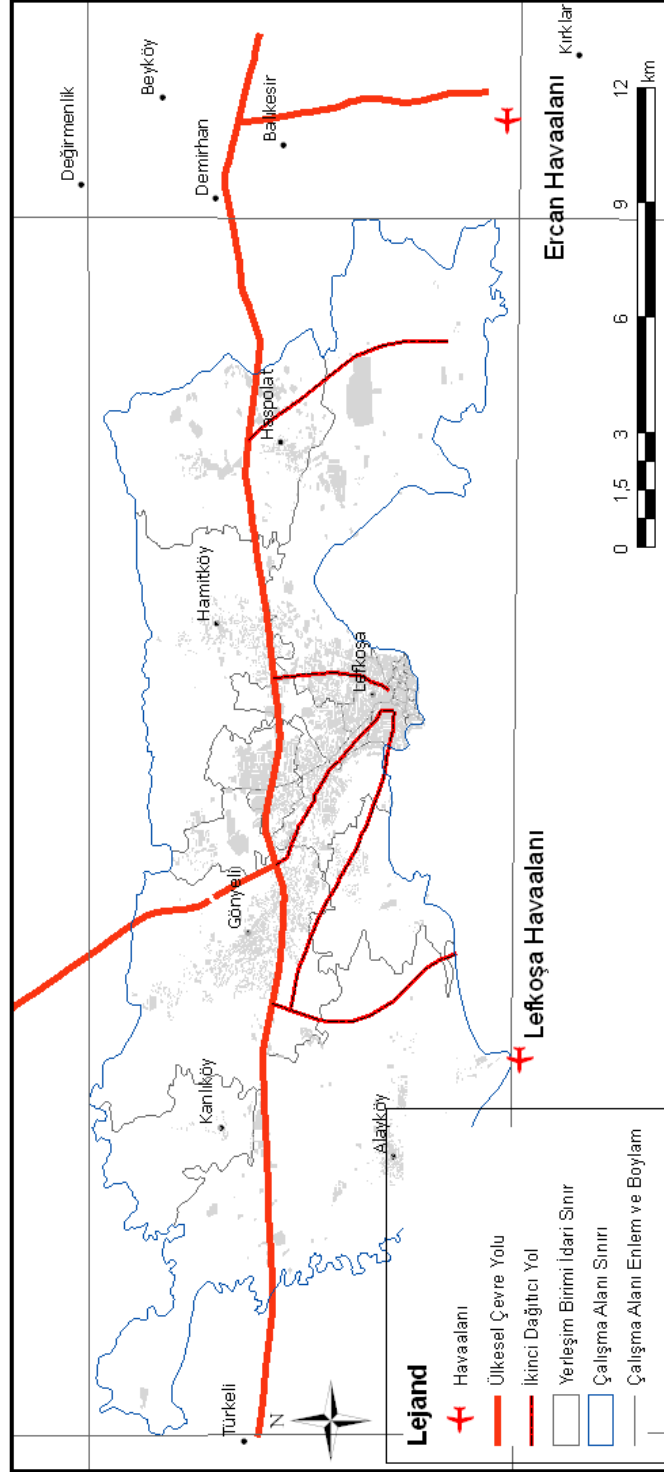 Değirmenlik
Beyköy
Demirhan
Balıkesir
Kırklar
Ercan Havaalanı
Haspolat
Hamitköy
Lefkoşa
Gönyeli
Kanlıköy
Alayköy
Türkeli
Lefkoşa Havaalanı
N
0 1,5 3 6 9 12
km
Lejand
Havaalanı
Ülkesel Çevre Yolu
İkinci Dağıtıcı Yol
Yerleşim Birimi İdari Sınır
Çalışma Alanı Sınırı
Çalışma Alanı Enlem ve Boylam